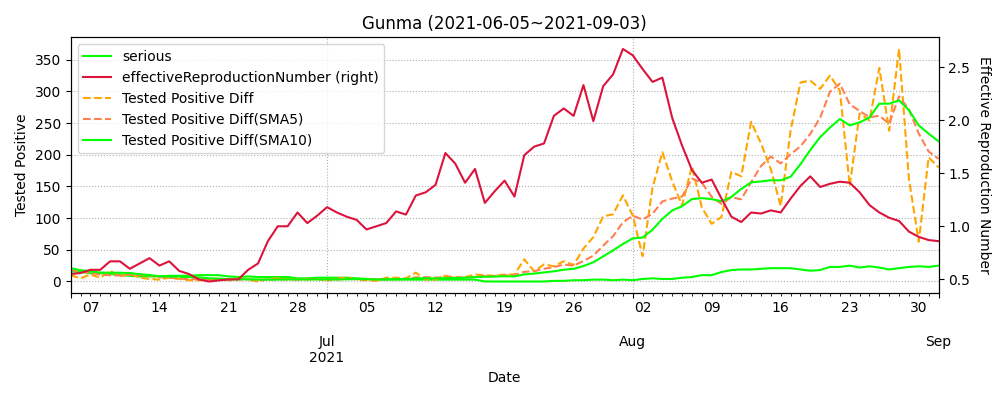 Gunma (2021-06-05~2021-09-03)
serious
effectiveReproductionNumber (right)
Tested Positive Diff
Tested Positive Diff(SMA5)
Tested Positive Diff(SMA10)
Tested Positive
350
300
250
200
150
100
50
0
2.5
2.0
1.5
1.0
0.5
Effective Reproduction Number
07 14 21 28 05 12 19 26 02 09 16 23 30
Jul Aug Sep
2021
Date